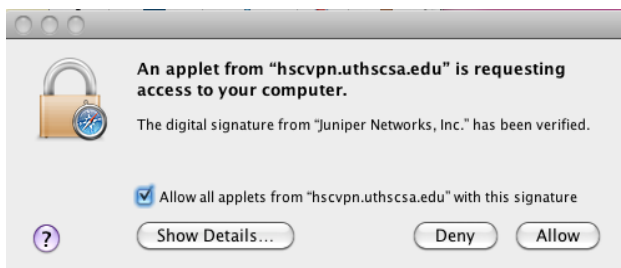 An applet from “hscvpn.uthscsa.edu” is requesting
access to your computer.
The digital signature from “Juniper Networks, Inc.” has been verified.
Allow all applets from “hscvpn.uthscsa.edu” with this signature
?
Show Details...
Deny
Allow